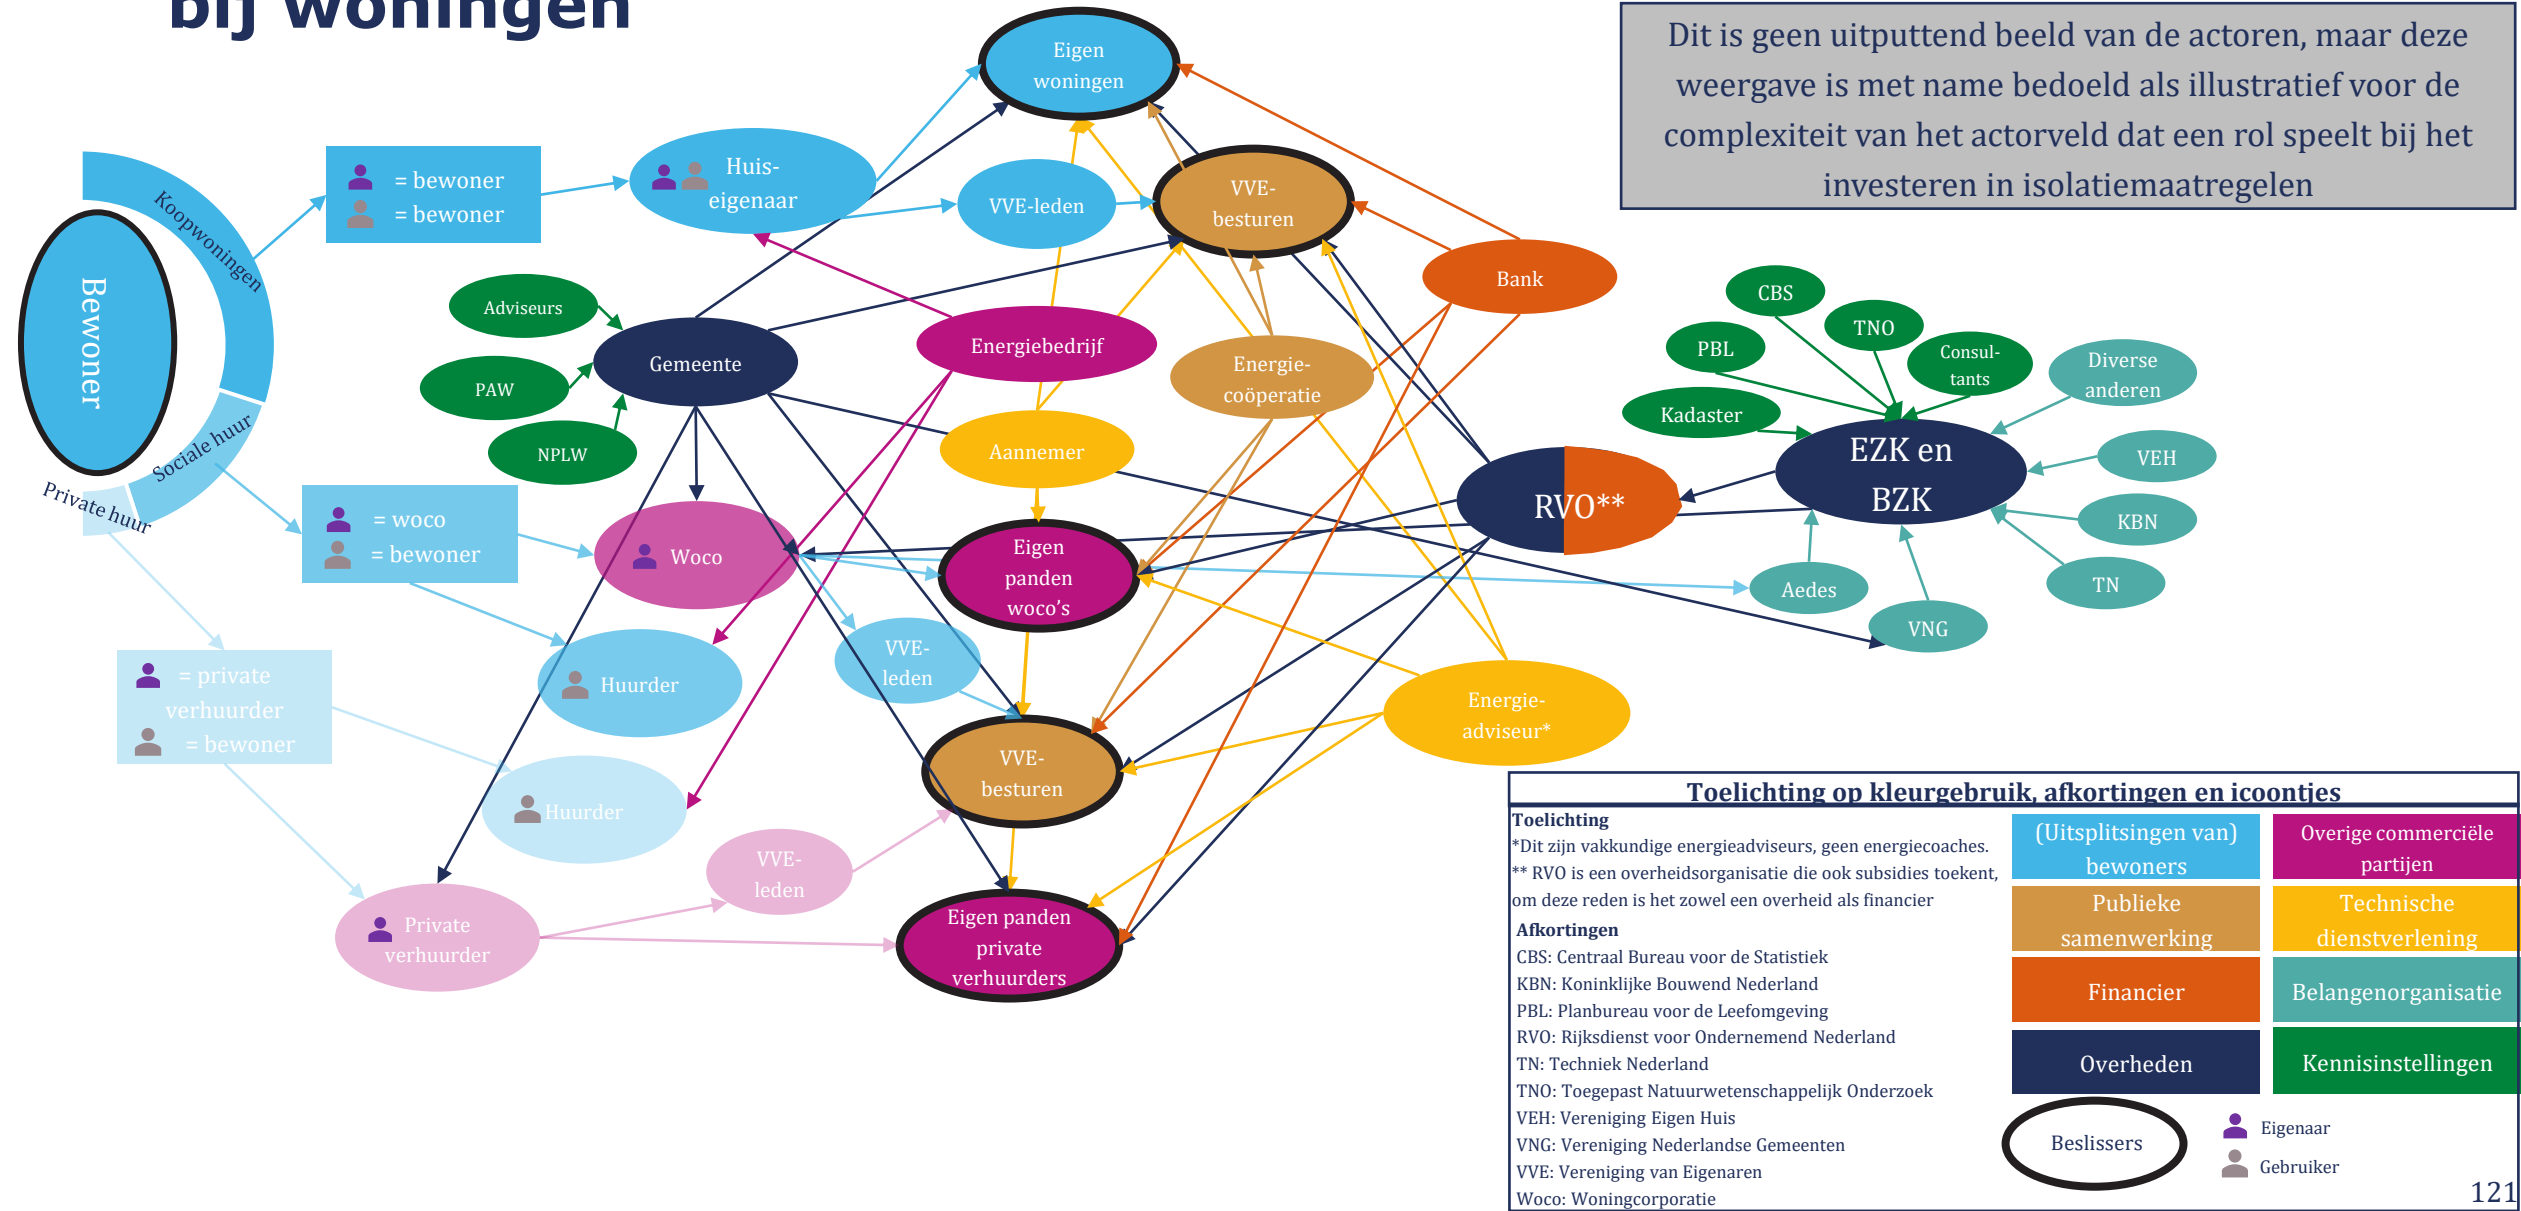 bij woningen
Dit is geen uitputtend beeld van de actoren, maar deze
weergave is met name bedoeld als illustratief voor de
complexiteit van het actorveld dat een rol speelt bij het
investeren in isolatiemaatregelen
Bewoner
Koopwoningen
Sociale huur
Private huur
= bewoner
= bewoner
= woco
= bewoner
= private
verhuurder
= bewoner
Huis-
eigenaar
Eigen
woningen
VVE-leden
VVE-
besturen
Adviseurs
PAW
NPLW
Gemeente
Energiebedrijf
Energie-
coöperatie
Bank
Aannemer
Woco
Eigen
panden
woco's
Huurder
VVE-
leden
Huurder
VVE-
besturen
VVE-
leden
Private
verhuurder
Eigen panden
private
verhuurders
Energie-
adviseur*
RVO**
CBS
TNO
PBL
Consul-
tants
Kadaster
EZK en
BZK
Diverse
anderen
VEH
KBN
TN
Aedes
VNG
Toelichting op kleurgebruik, afkortingen en icoontjes
Toelichting
*Dit zijn vakkundige energieadviseurs, geen energiecoaches.
** RVO is een overheidsorganisatie die ook subsidies toekent,
om deze reden is het zowel een overheid als financier
Afkortingen
CBS: Centraal Bureau voor de Statistiek
KBN: Koninklijke Bouwend Nederland
PBL: Planbureau voor de Leefomgeving
RVO: Rijksdienst voor Ondernemend Nederland
TN: Techniek Nederland
TNO: Toegepast Natuurwetenschappelijk Onderzoek
VEH: Vereniging Eigen Huis
VNG: Vereniging Nederlandse Gemeenten
VVE: Vereniging van Eigenaren
Woco: Woningcorporatie
(Uitsplitsingen van)
bewoners
Overige commerciële
partijen
Publieke
samenwerking
Technische
dienstverlening
Financier
Belangenorganisatie
Overheden
Kennisinstellingen
Beslissers
Eigenaar
Gebruiker
121